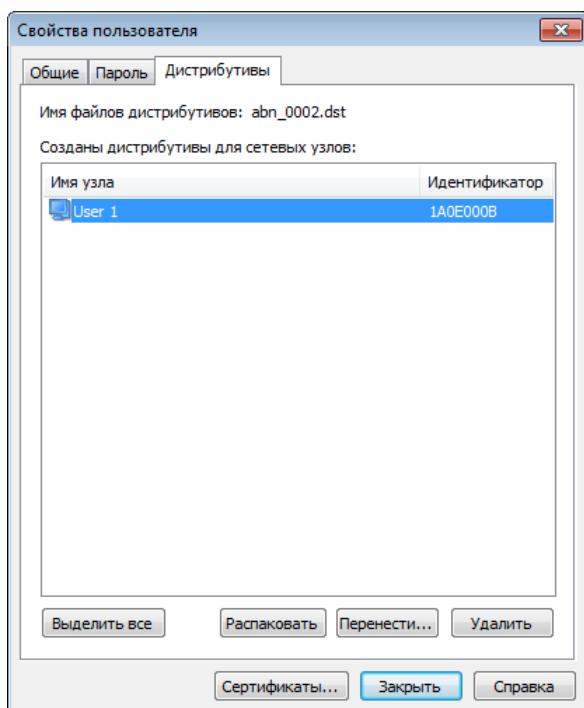 Свойства пользователя
Общие Пароль Дистрибутивы
Имя файлов дистрибутивов: abn_0002.dst
Созданы дистрибутивы для сетевых узлов:
Имя узла Идентификатор
User 1 1A0E000B
Выделить все Распаковать Перенести... Удалить
Сертификаты... Закрыть Справка